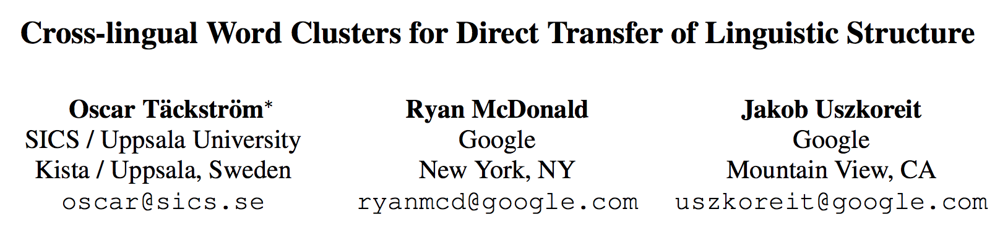 Cross-lingual Word Clusters for Direct Transfer of Linguistic Structure
Oscar Täckström*
SICS / Uppsala University
Kista / Uppsala, Sweden
oscar@sics.se
Ryan McDonald
Google
New York, NY
ryanmcd@google.com
Jakob Uszkoreit
Google
Mountain View, CA
uszkoreit@google.com